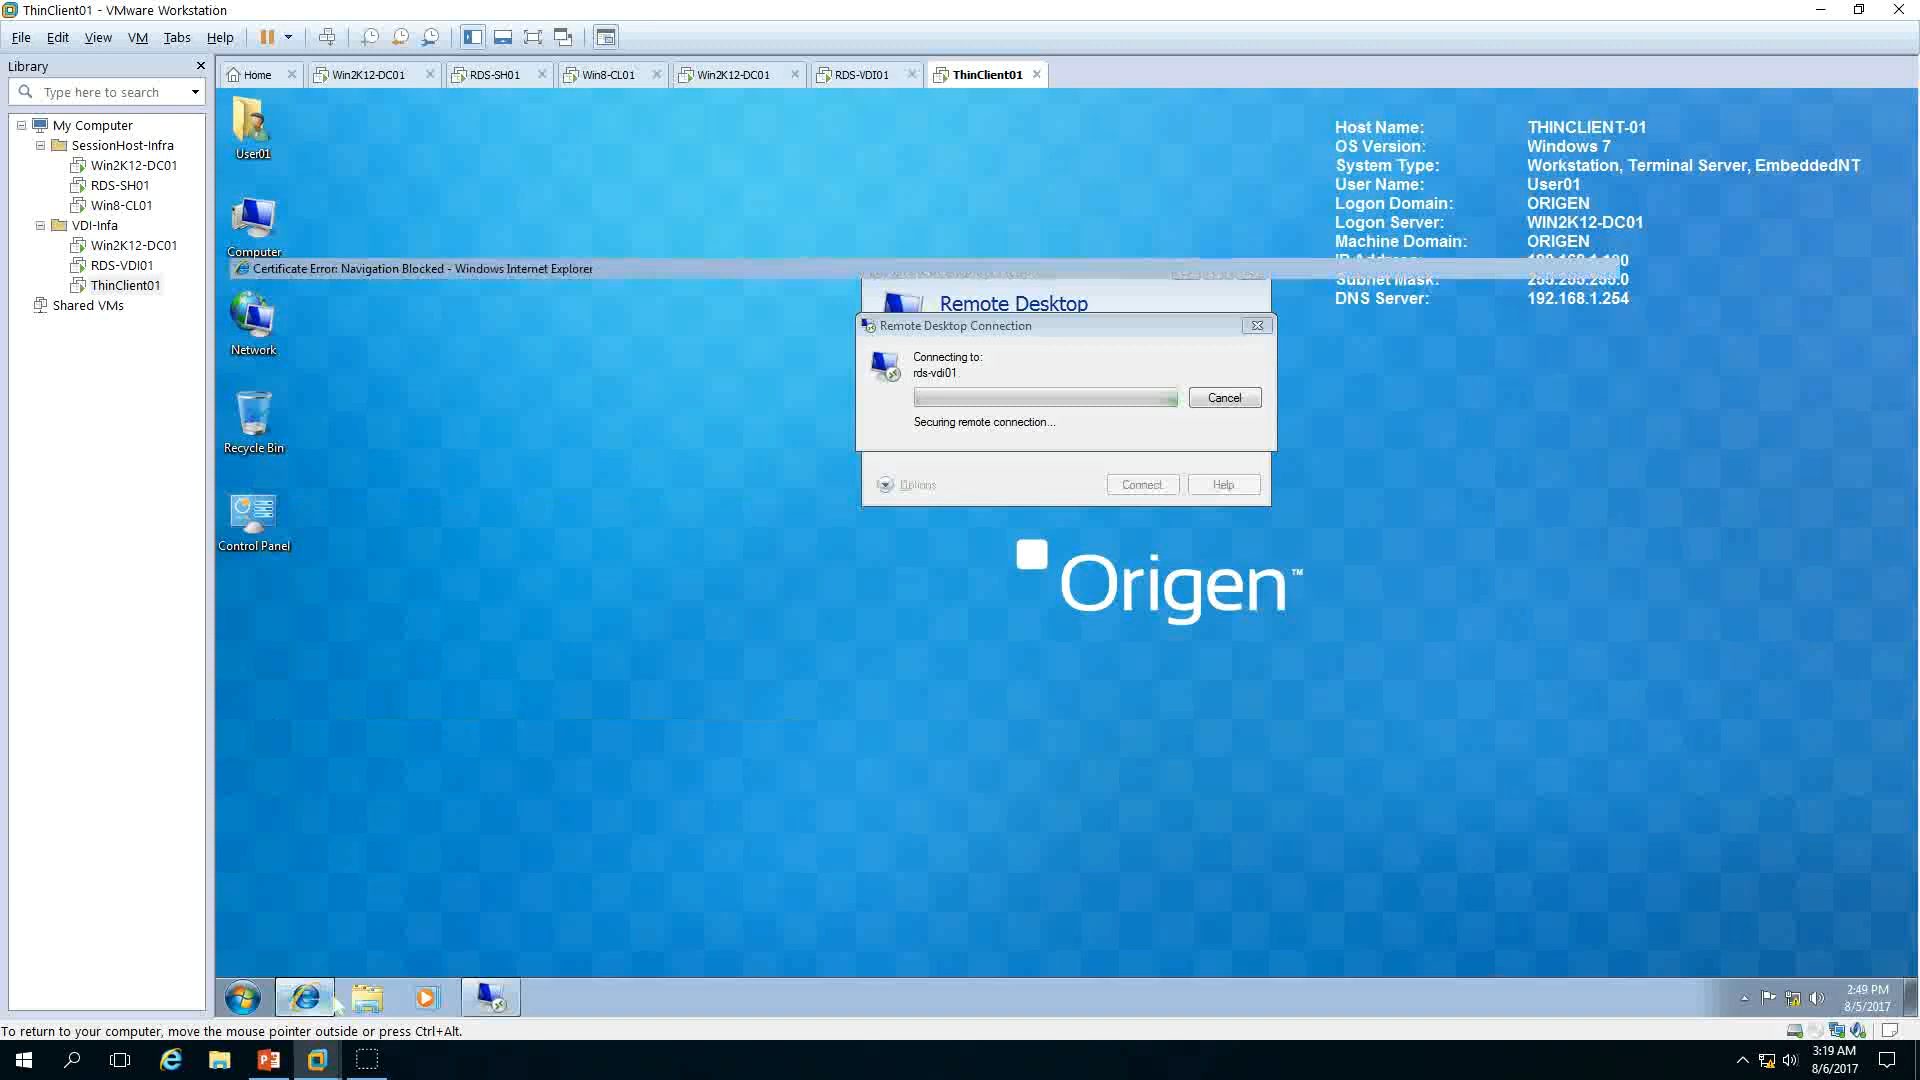 ThinClient01 - VMware Workstation
File Edit View VM Tabs Help
Library
Type here to search
My Computer
SessionHost-Infra
Win2K12-DC01
RDS-SH01
Win8-CL01
VDI-Infa
Win2K12-DC01
RDS-VDI01
ThinClient01
Shared VMs
Home Win2K12-DC01 RDS-SH01 Win8-CL01 Win2K12-DC01 RDS-VDI01 ThinClient01
User01
Computer
Network
Recycle Bin
Control Panel
Host Name: THINCLIENT-01
OS Version: Windows 7
System Type: Workstation, Terminal Server, EmbeddedNT
User Name: User01
Logon Domain: ORIGEN
Logon Server: WIN2K12-DC01
Machine Domain: ORIGEN
Subnet Mask: 255.255.255.0
DNS Server: 192.168.1.254
Certificate Error: Navigation Blocked - Windows Internet Explorer
Remote Desktop
Remote Desktop Connection
Connecting to:
rds-vdi01
Cancel
Securing remote connection...
Options Connect Help
Origen™
2:49 PM
8/5/2017
To return to your computer, move the mouse pointer outside or press Ctrl+Alt.
3:19 AM
8/6/2017